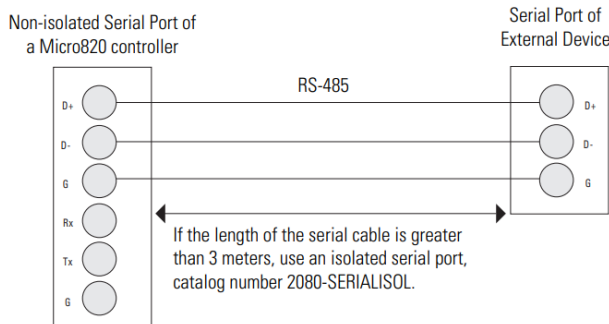 Non-isolated Serial Port of
a Micro820 controller
Serial Port of
External Device
RS-485
D+
D+
D-
D-
G
G
Rx
Tx
G
If the length of the serial cable is greater
than 3 meters, use an isolated serial port,
catalog number 2080-SERIALISOL.